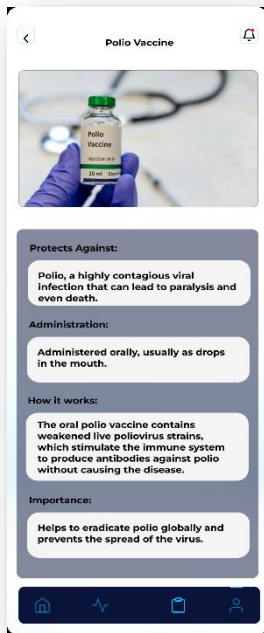 Polio Vaccine
Polio
Vaccine
Injection only
20 ml
Protects Against:
Polio, a highly contagious viral
infection that can lead to paralysis and
even death.
Administration:
Administered orally, usually as drops
in the mouth.
How it works:
The oral polio vaccine contains
weakened live poliovirus strains,
which stimulate the immune system
to produce antibodies against polio
without causing the disease.
Importance:
Helps to eradicate polio globally and
prevents the spread of the virus.